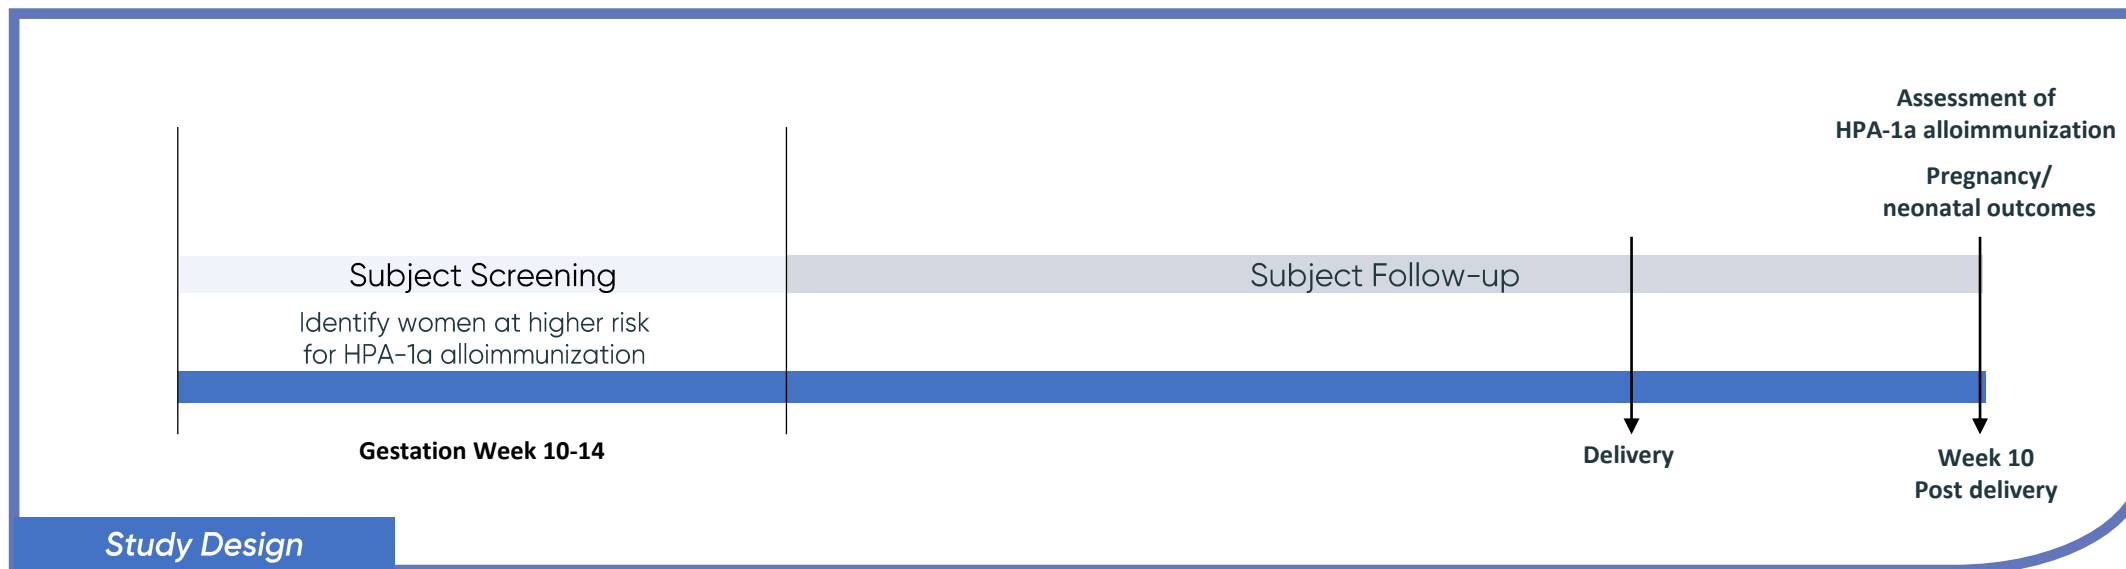 Assessment of
HPA-1a alloimmunization
Pregnancy/
neonatal outcomes
Subject Screening
Subject Follow-up
Identify women at higher risk
for HPA-1a alloimmunization
Gestation Week 10-14
Delivery
Week 10
Post delivery
Study Design